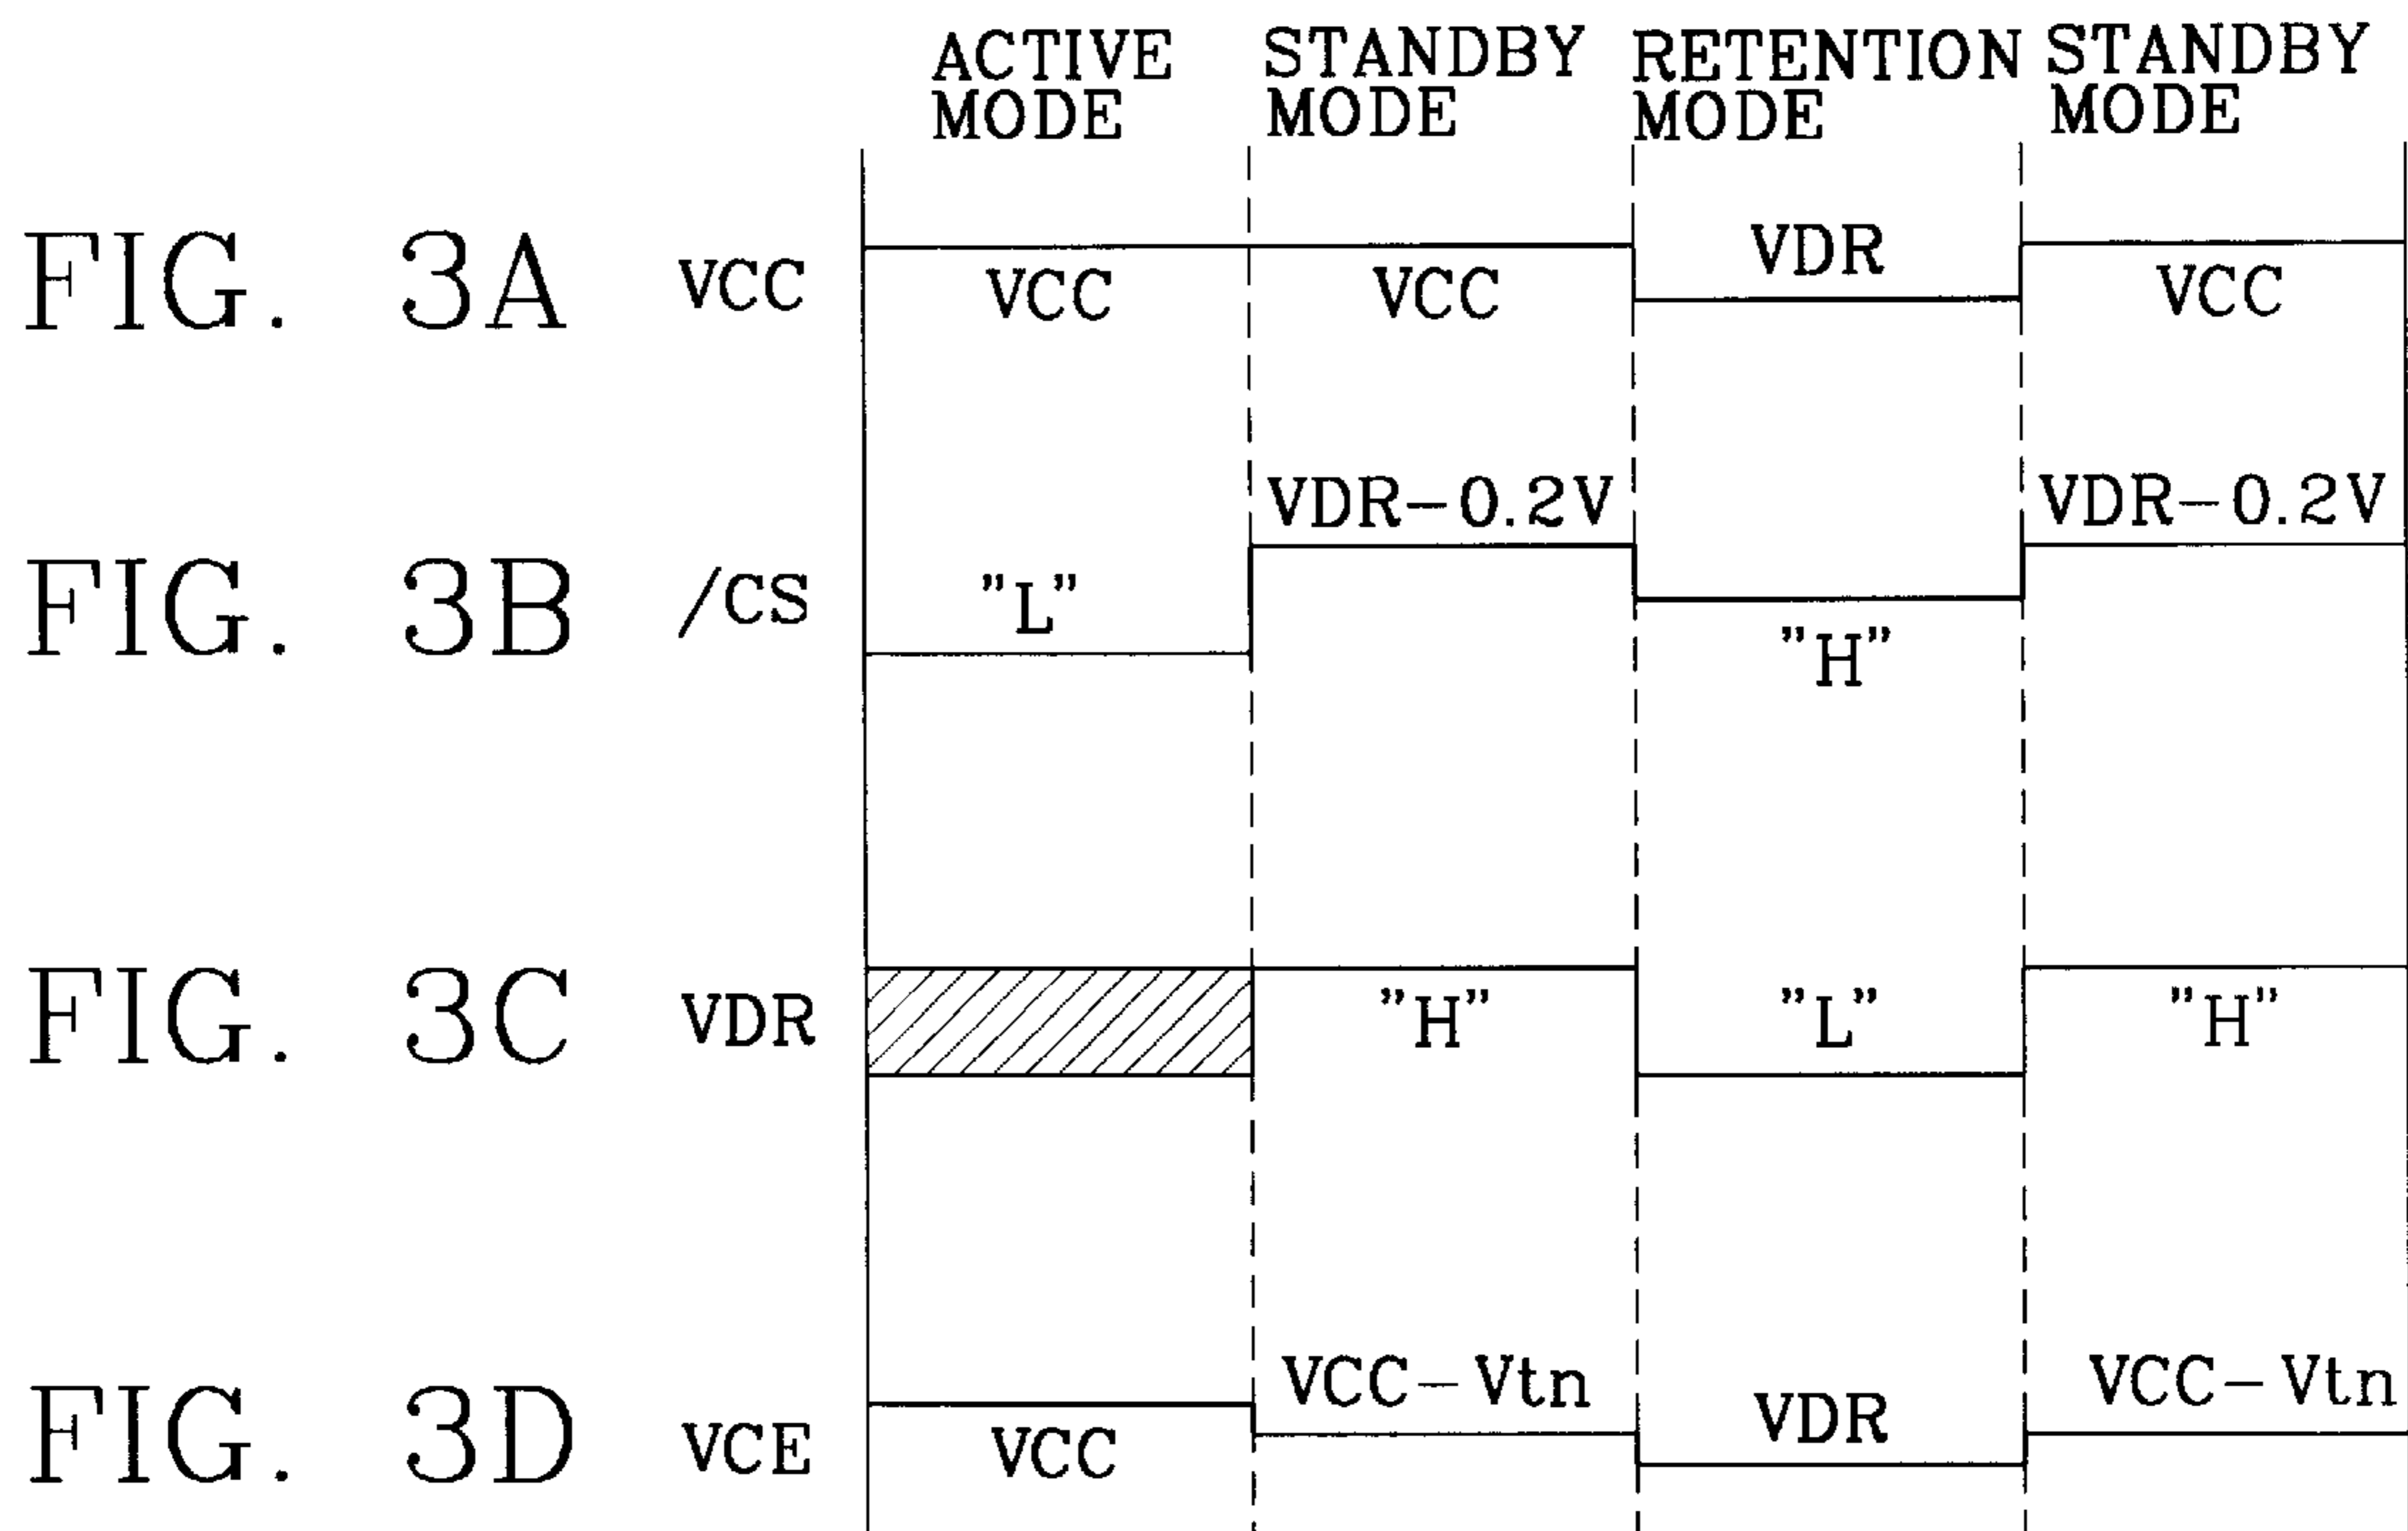 ACTIVE MODE
STANDBY MODE
RETENTION MODE
STANDBY MODE
FIG. 3A
VCC
VCC
VCC
VDR
VCC
FIG. 3B
/CS
"L"
VDR-0.2V
"H"
VDR-0.2V
FIG. 3C
VDR
"H"
"L"
"H"
FIG. 3D
VCE
VCC
VCC-Vtn
VDR
VCC-Vtn